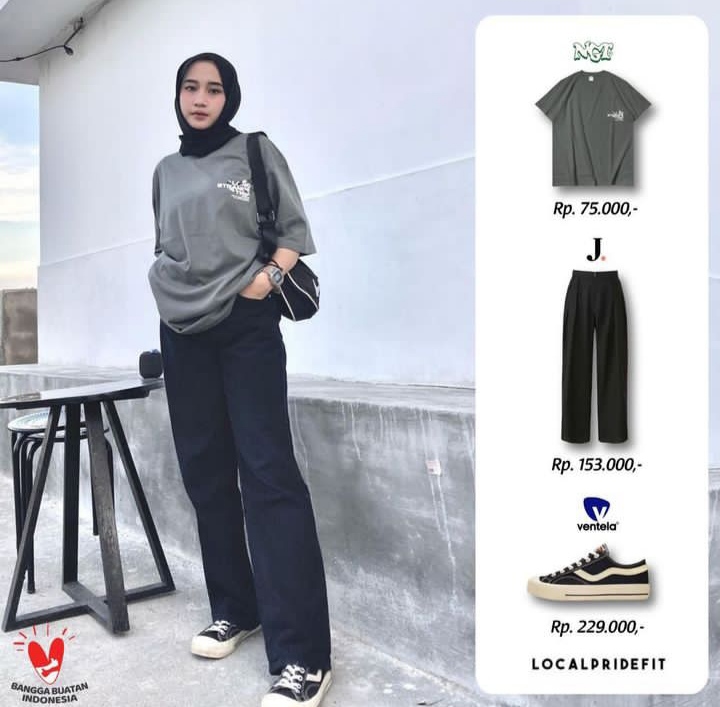 NGT
Rp. 75.000,-
J.
Rp. 153.000,-
V
ventela
Rp. 229.000,-
LOCALPRIDEFIT
BANGGA BUATAN
INDONESIA